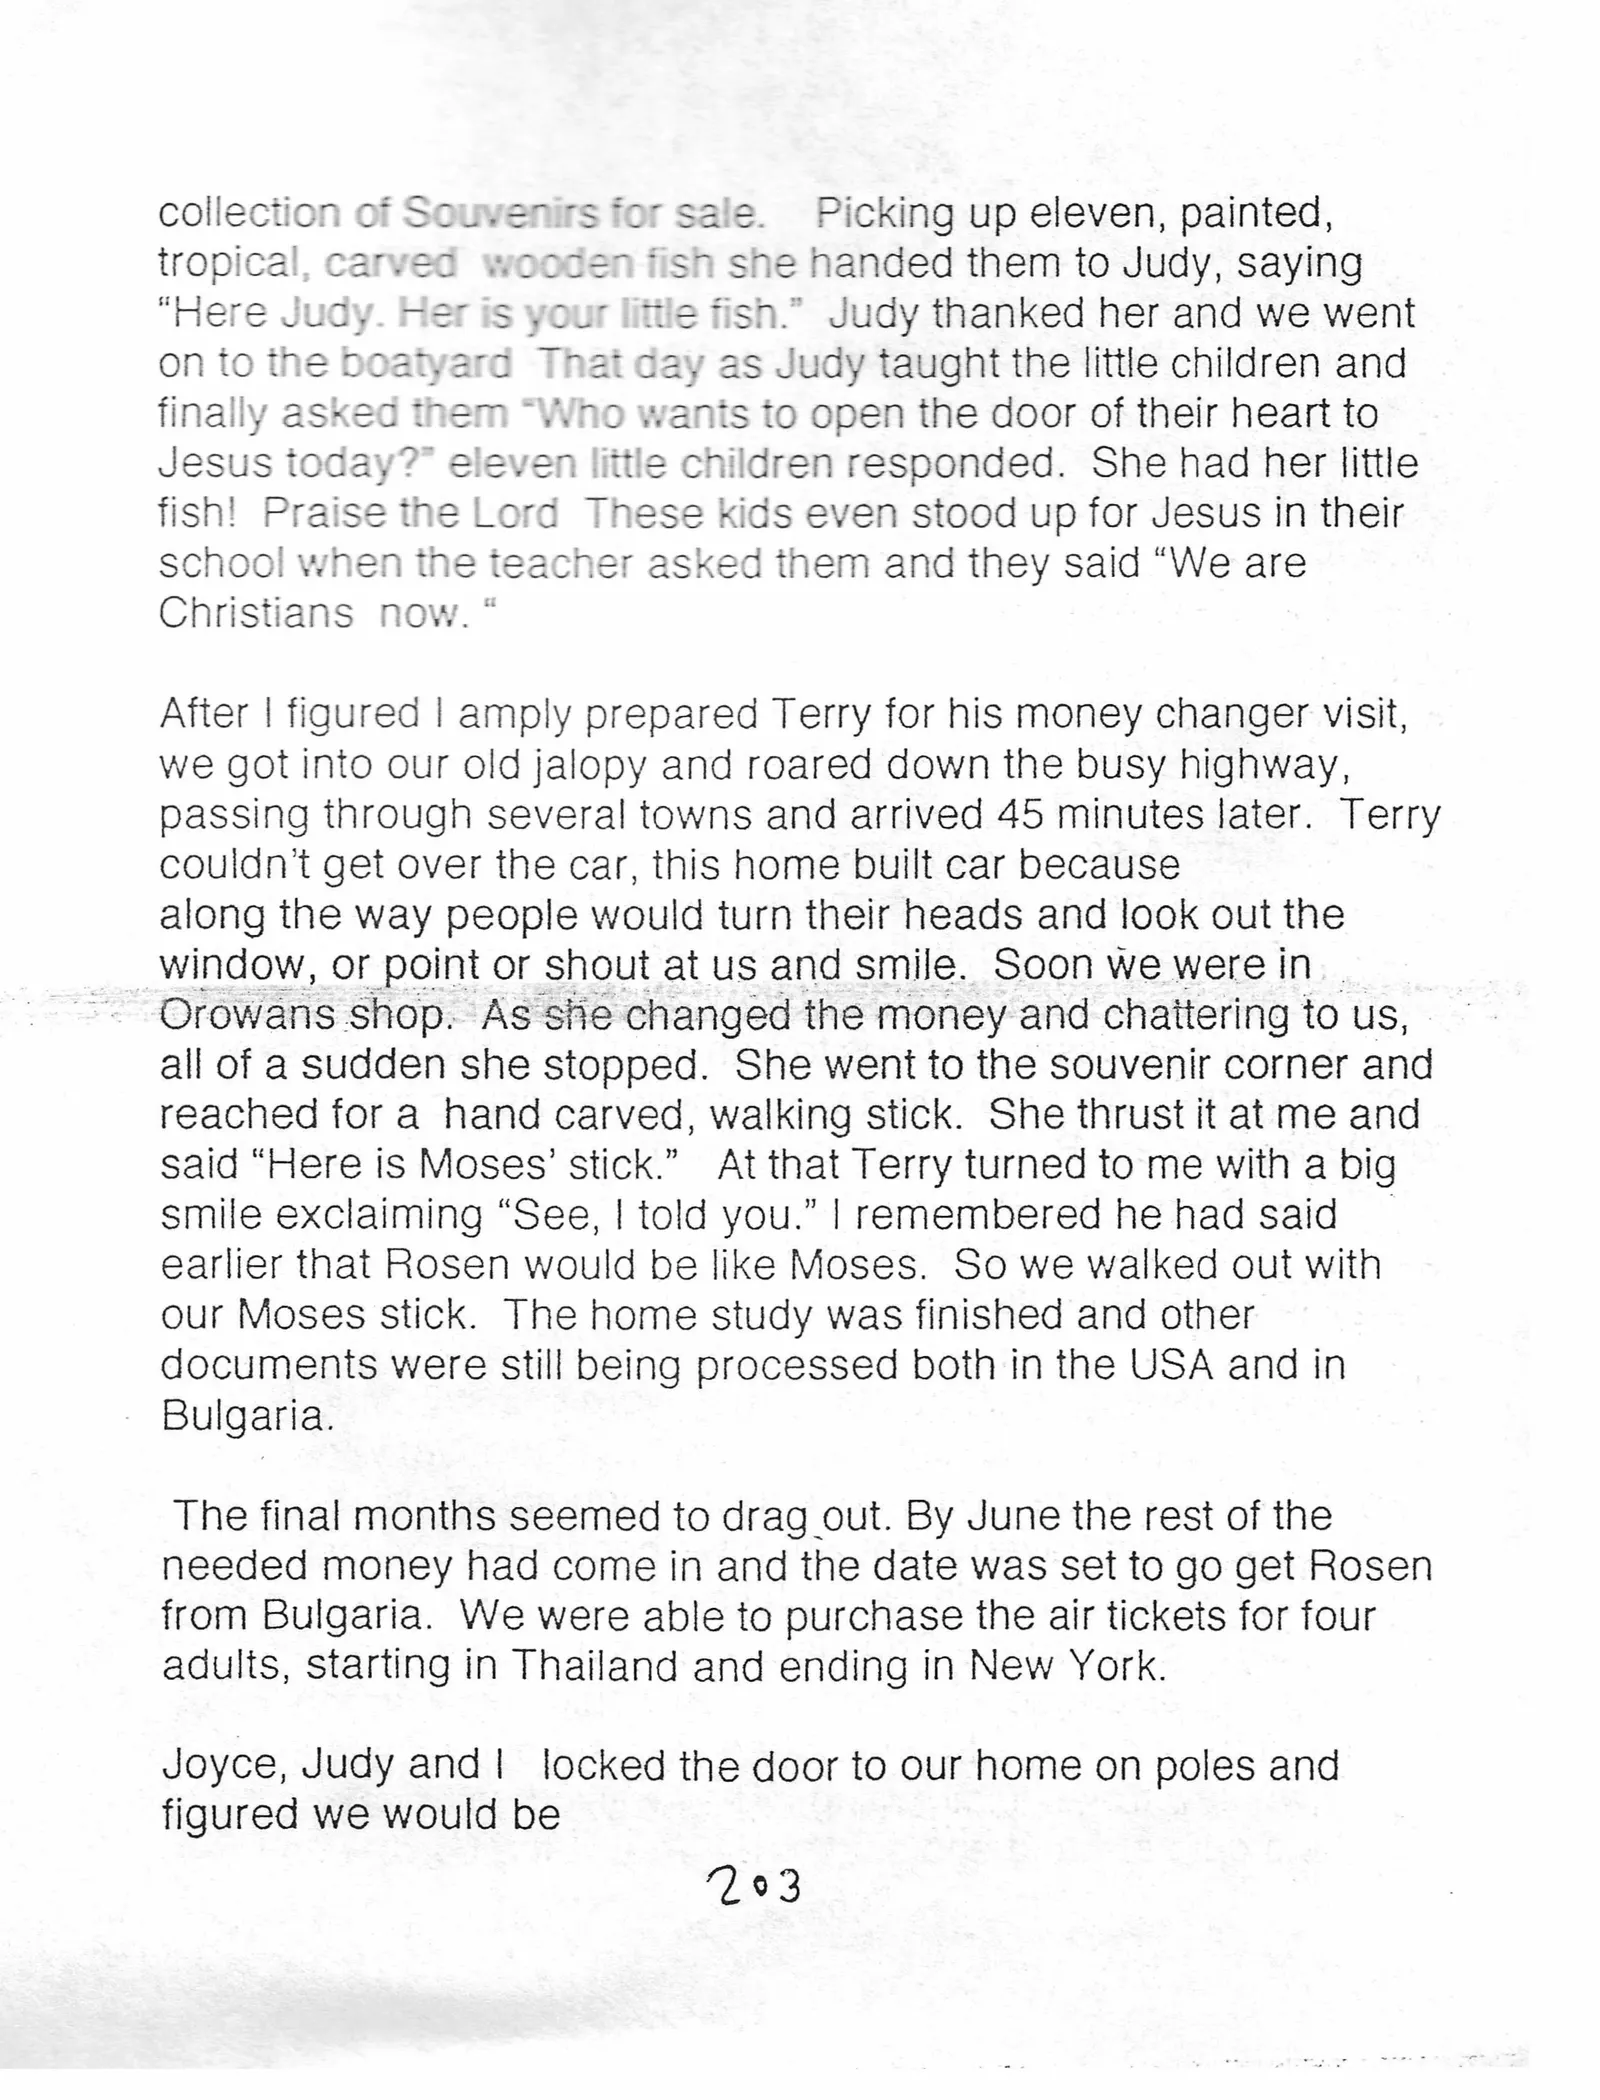 collection of Souvenirs for sale. Picking up eleven, painted,
tropical, carved wooden fish she handed them to Judy, saying
“Here Judy. Her is your little fish.” Judy thanked her and we went
on to the boatyard That day as Judy taught the little children and
finally asked them “Who wants to open the door of their heart to
Jesus today?” eleven little children responded. She had her little
fish! Praise the Lord These kids even stood up for Jesus in their
school when the teacher asked them and they said “We are
Christians now. “
After I figured I amply prepared Terry for his money changer visit,
we got into our old jalopy and roared down the busy highway,
passing through several towns and arrived 45 minutes later. Terry
couldn’t get over the car, this home built car because
along the way people would turn their heads and look out the
window, or point or shout at us and smile. Soon we were in
Orowans shop. As she changed the money and chattering to us,
all of a sudden she stopped. She went to the souvenir corner and
reached for a hand carved, walking stick. She thrust it at me and
said “Here is Moses’ stick.” At that Terry turned to me with a big
smile exclaiming “See, I told you.” I remembered he had said
earlier that Rosen would be like Moses. So we walked out with
our Moses stick. The home study was finished and other
documents were still being processed both in the USA and in
Bulgaria.
The final months seemed to drag out. By June the rest of the
needed money had come in and the date was set to go get Rosen
from Bulgaria. We were able to purchase the air tickets for four
adults, starting in Thailand and ending in New York.
Joyce, Judy and I locked the door to our home on poles and
figured we would be
203